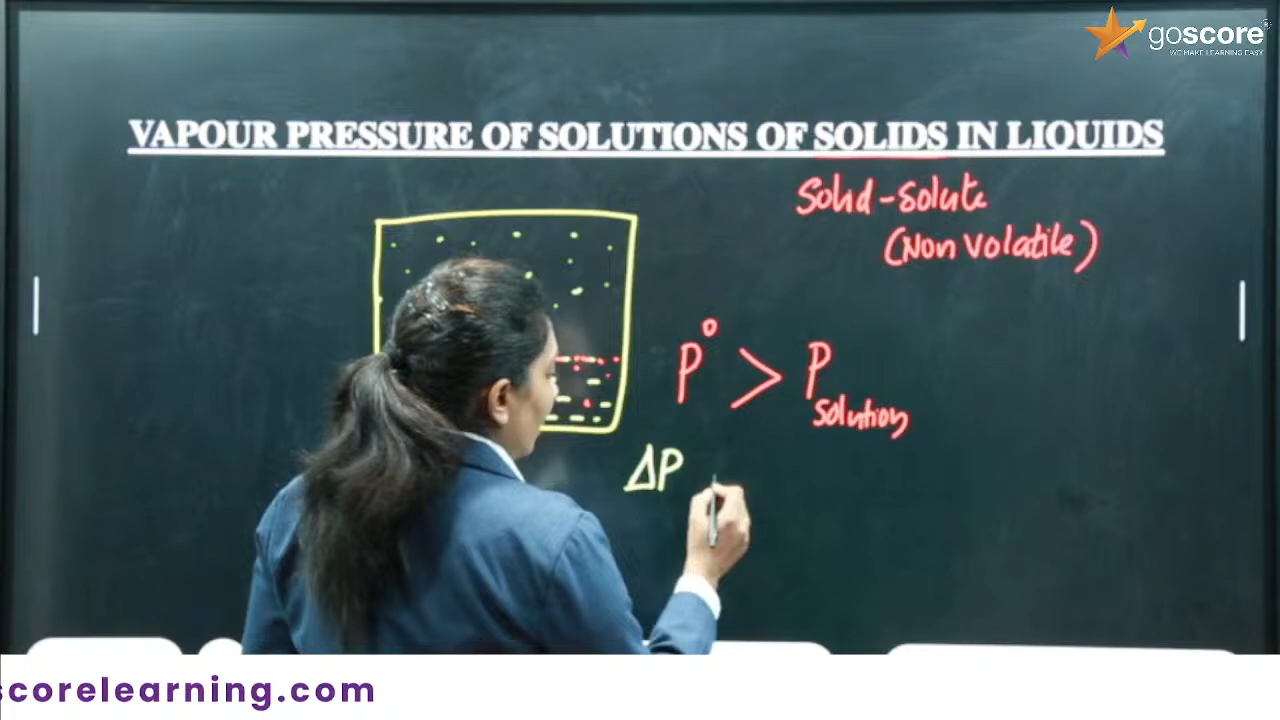 goscore
WE MAKE LEARNING EASY
VAPOUR PRESSURE OF SOLUTIONS OF SOLIDS IN LIQUIDS
Solid - Solute
(Non Volatile)
P° > P
Solution
ΔP
scorelearning.com